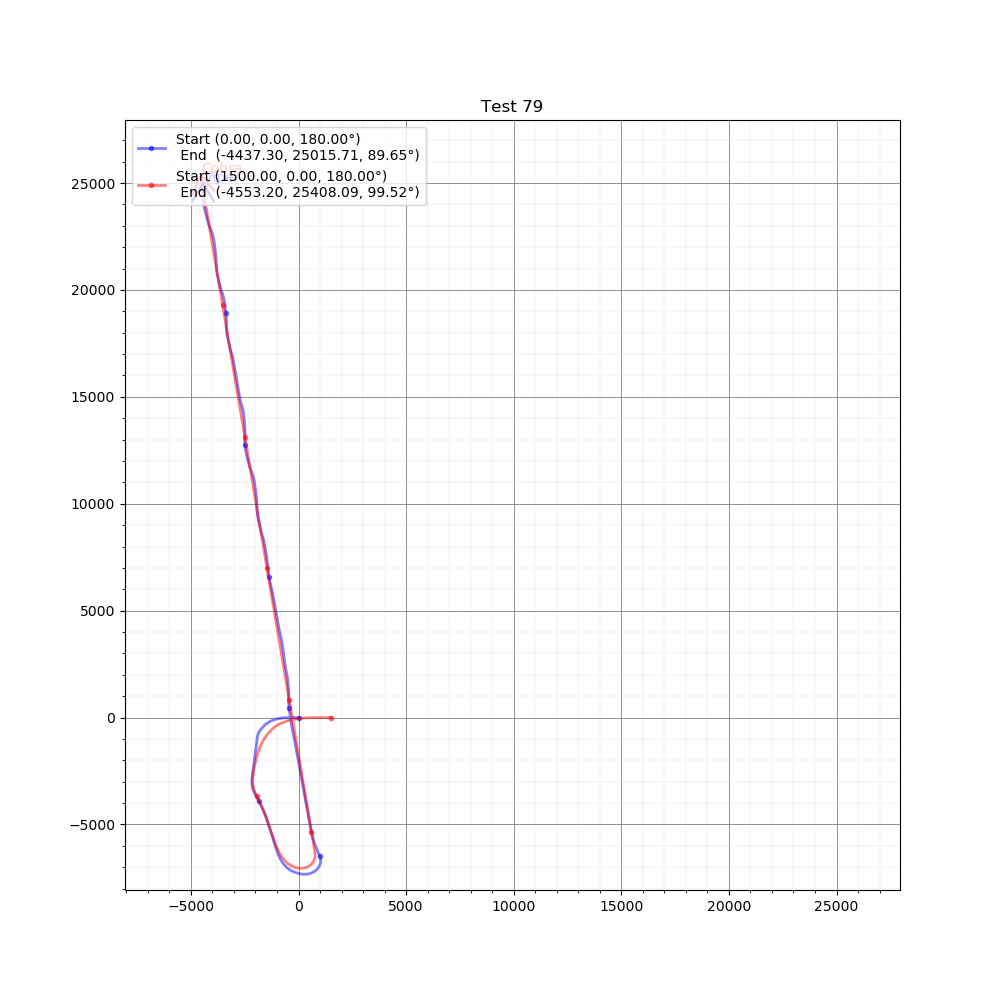 Test 79
Start (0.00, 0.00, 180.00°)
End (-4437.30, 25015.71, 89.65°)
Start (1500.00, 0.00, 180.00°)
End (-4553.20, 25408.09, 99.52°)
25000
20000
15000
10000
5000
0
−5000
−5000 0 5000 10000 15000 20000 25000